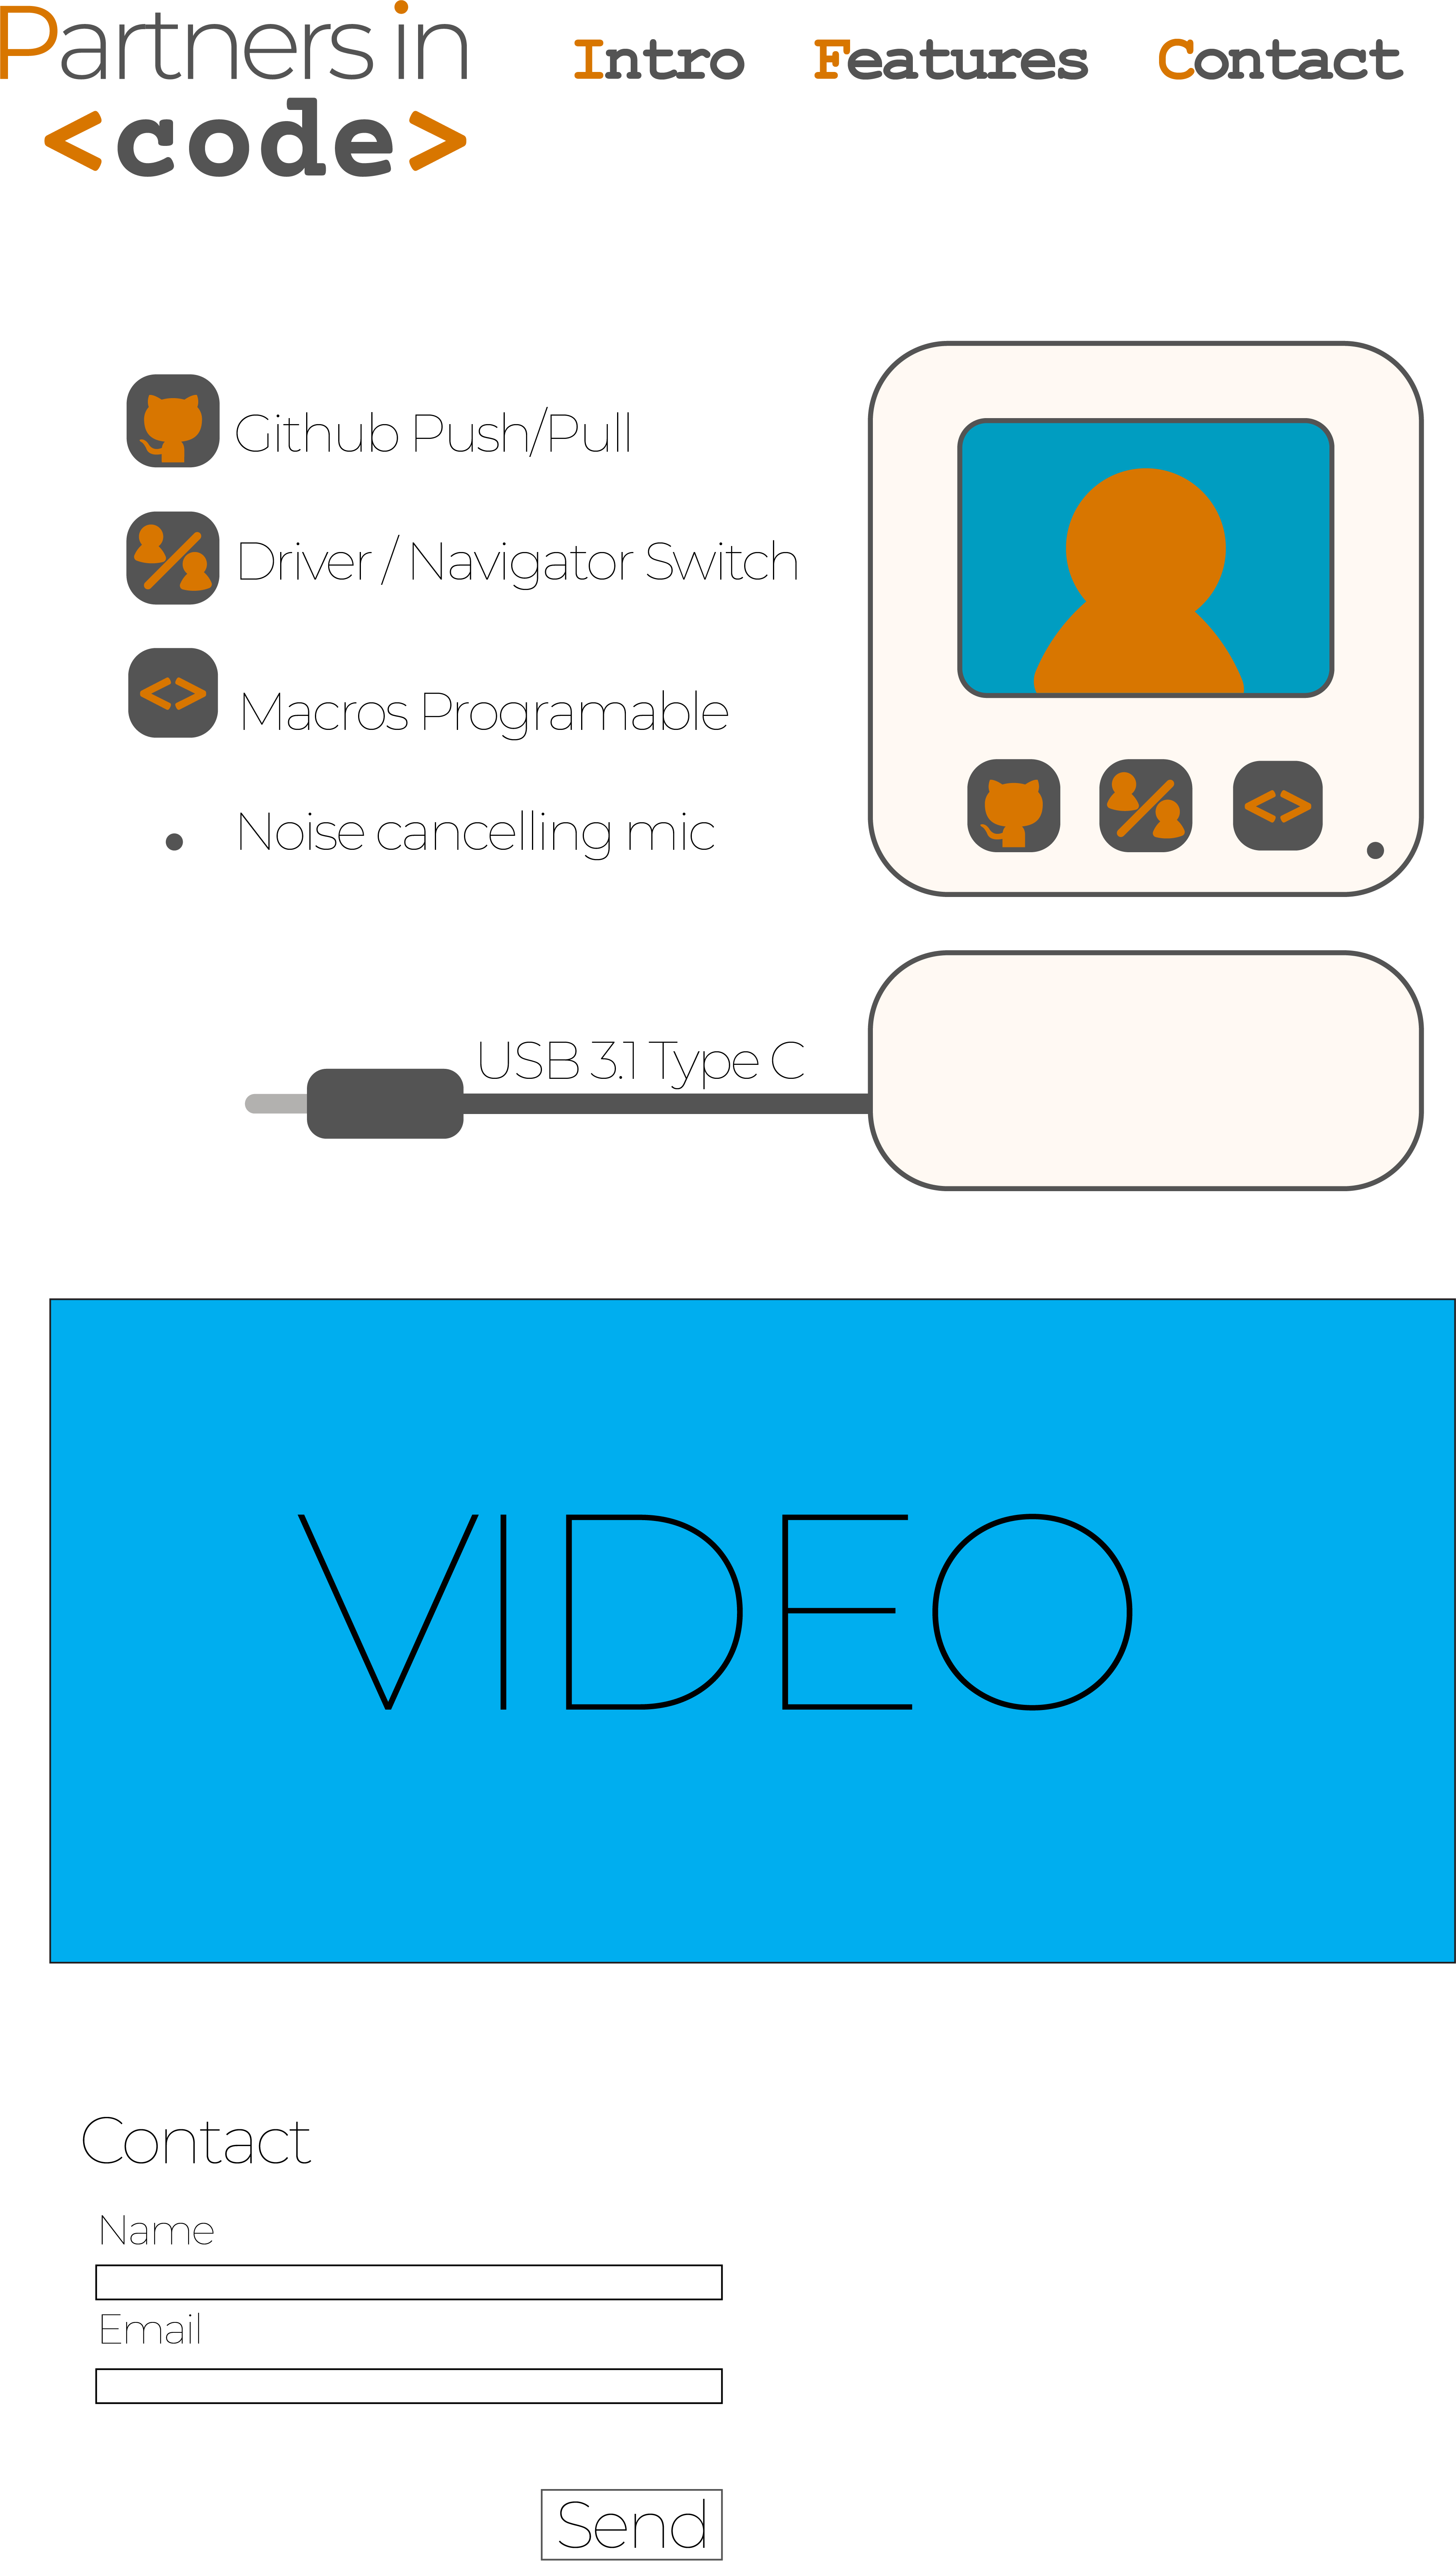 Partners in
<code>
Intro Features Contact
Github Push/Pull
Driver / Navigator Switch
<>
Macros Programable
Noise cancelling mic
<>
USB 3.1 Type C
VIDEO
Contact
Name
Email
Send